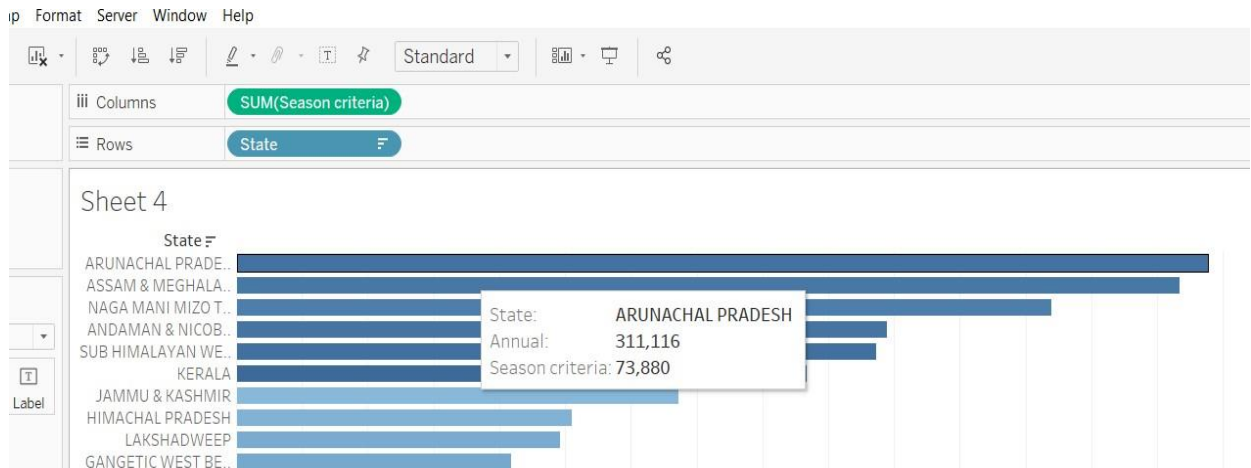 ap Format Server Window Help
Standard
iii Columns SUM(Season criteria)
Rows State
Sheet 4
State
ARUNACHAL PRADE..
ASSAM & MEGHALA..
NAGA MANI MIZO T..
ANDAMAN & NICOB..
SUB HIMALAYAN WE..
KERALA
JAMMU & KASHMIR
HIMACHAL PRADESH
LAKSHADWEEP
GANGETIC WEST BE..
State: ARUNACHAL PRADESH
Annual: 311,116
Season criteria: 73,880
T
Label